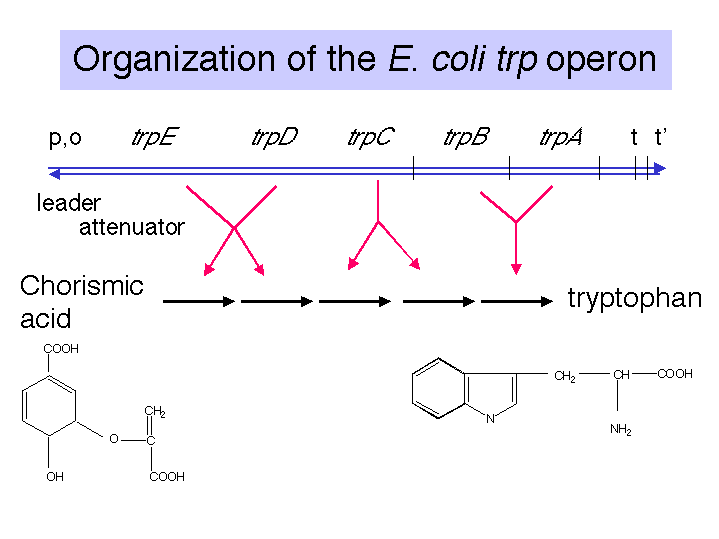 Organization of the E. coli trp operon
p,o trpE trpD trpC trpB trpA t t’
leader
attenuator
Chorismic
acid
tryptophan
COOH
CH2
O C
OH COOH
CH2 CH COOH
N
NH2